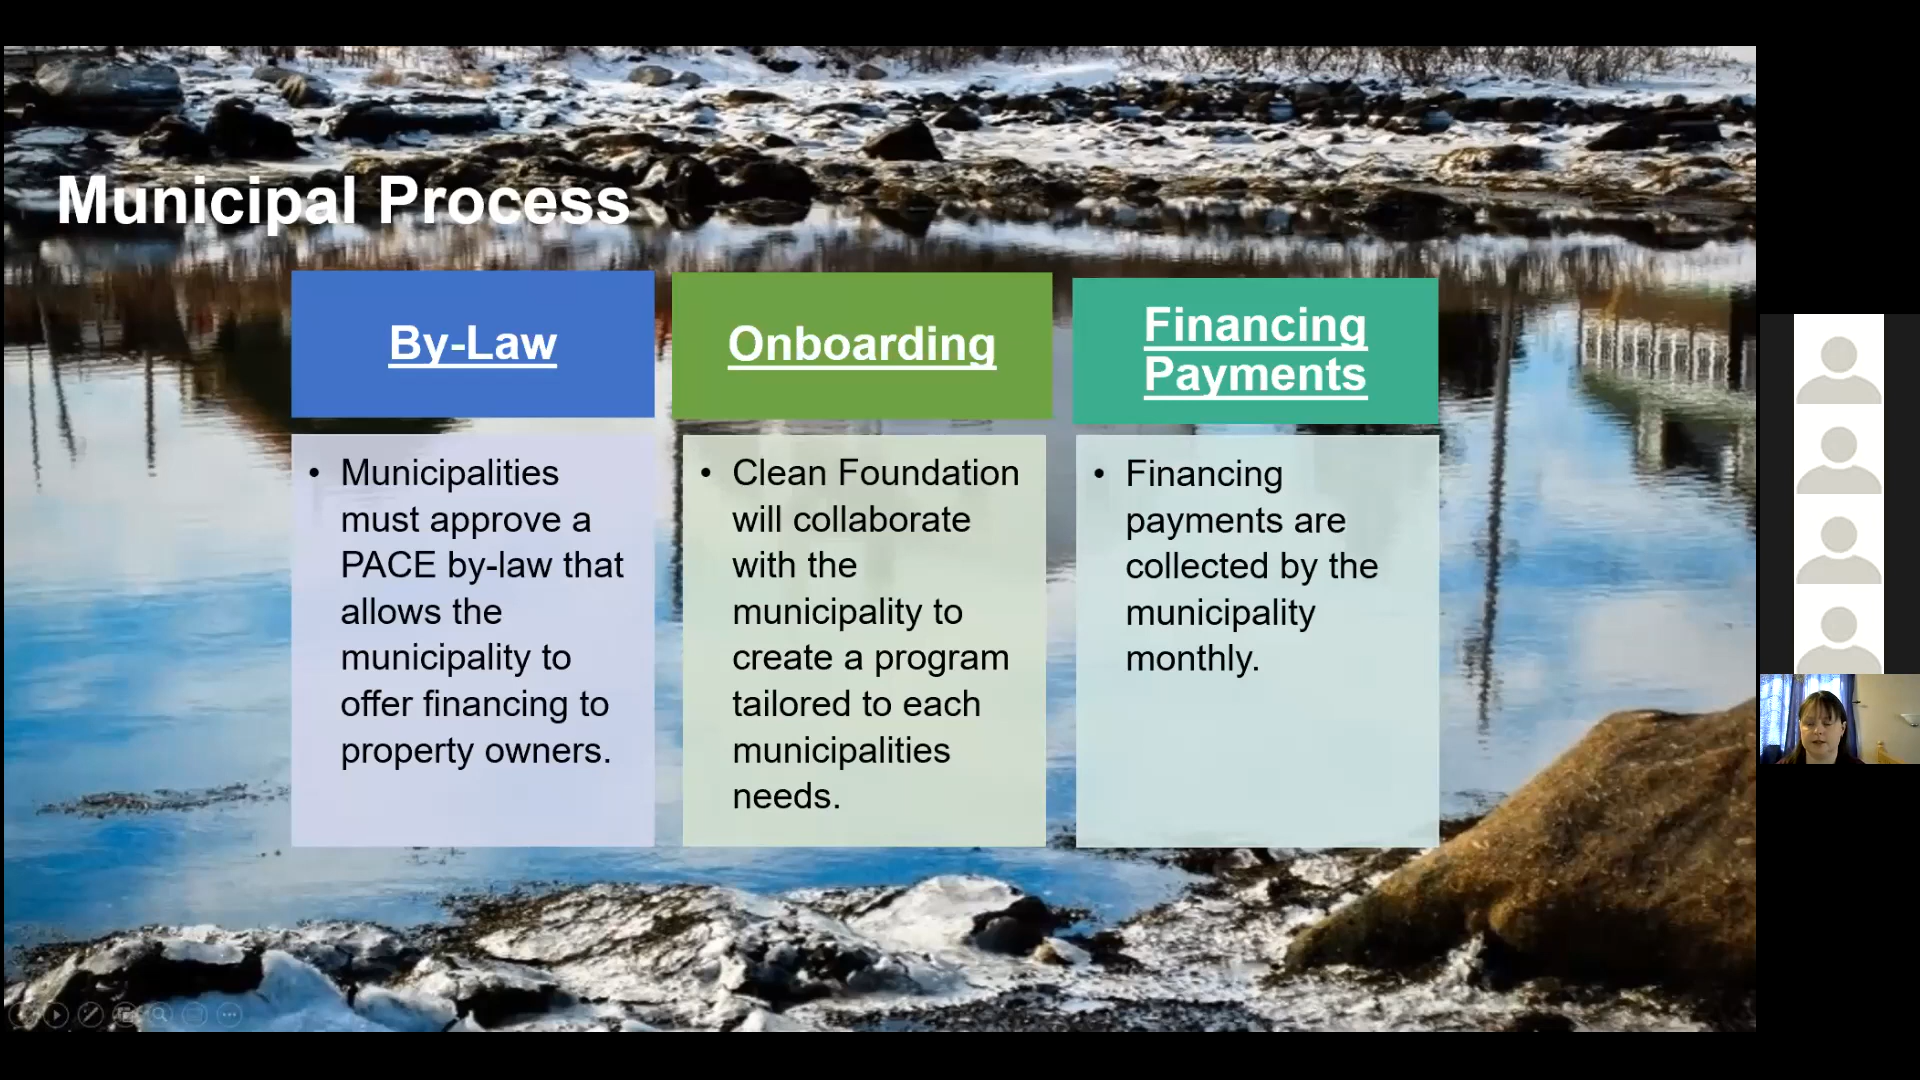 Municipal Process
By-Law
Municipalities
must approve a
PACE by-law that
allows the
municipality to
offer financing to
property owners.
Onboarding
Clean Foundation
will collaborate
with the
municipality to
create a program
tailored to each
municipalities
needs.
Financing
Payments
Financing
payments are
collected by the
municipality
monthly.